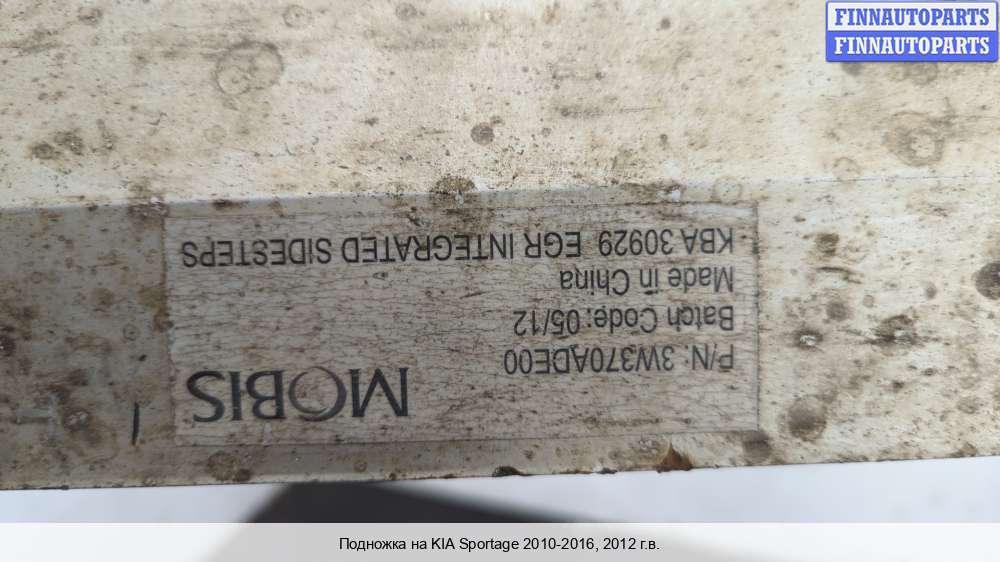 FINNAUTOPARTS
FINNAUTOPARTS
MOBIS
P/N: 3W370ADE00
Batch Code: 05/12
Made in China
KBA 30929 EGR INTEGRATED SIDESTEPS
Подножка на KIA Sportage 2010-2016, 2012 г.в.